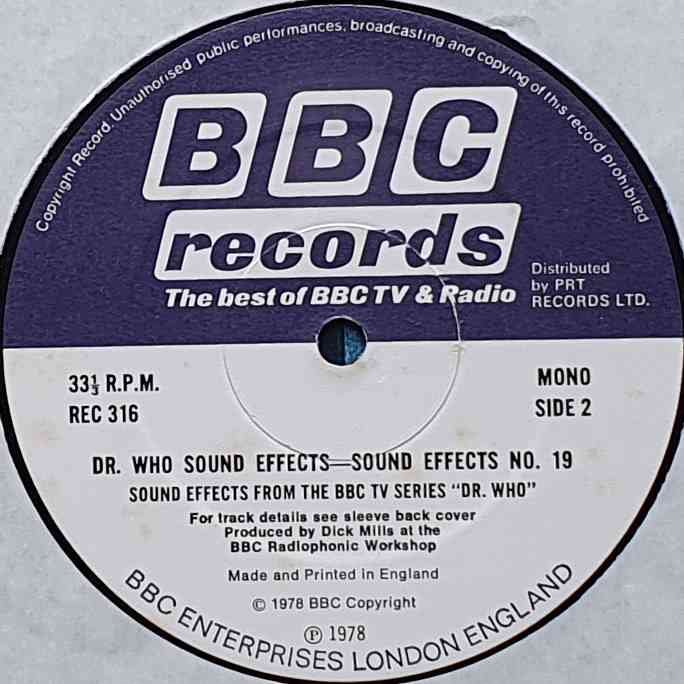 Copyright Record. Unauthorised public performances, broadcasting and copying of this record prohibited
BBC
records
The best of BBC TV & Radio
Distributed
by PRT
RECORDS LTD.
33⅓ R.P.M.
REC 316
MONO
SIDE 2
DR. WHO SOUND EFFECTS—SOUND EFFECTS NO. 19
SOUND EFFECTS FROM THE BBC TV SERIES "DR. WHO"
For track details see sleeve back cover
Produced by Dick Mills at the
BBC Radiophonic Workshop
Made and Printed in England
© 1978 BBC Copyright
℗ 1978
BBC ENTERPRISES LONDON ENGLAND